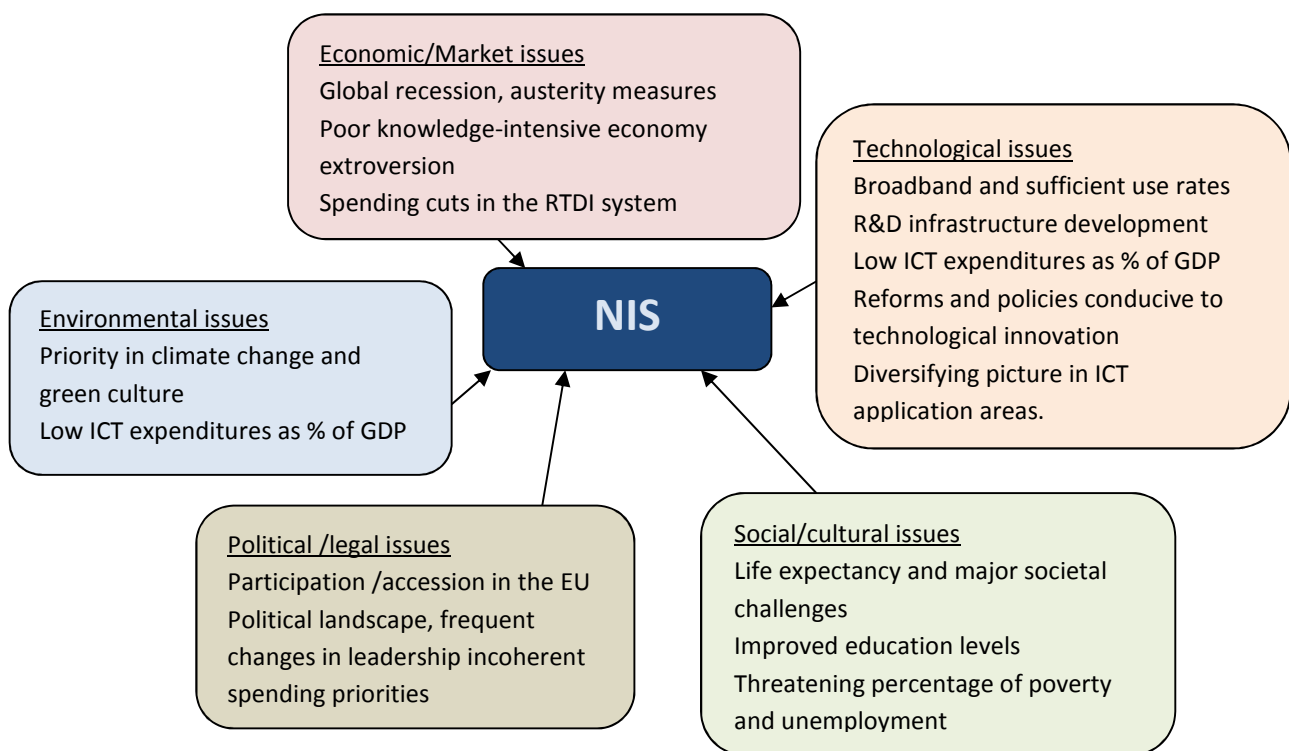 Economic/Market issues
Global recession, austerity measures
Poor knowledge-intensive economy
extroversion
Spending cuts in the RTDI system
Technological issues
Broadband and sufficient use rates
R&D infrastructure development
Low ICT expenditures as % of GDP
Reforms and policies conducive to
technological innovation
Diversifying picture in ICT
application areas.
NIS
Environmental issues
Priority in climate change and
green culture
Low ICT expenditures as % of GDP
Political /legal issues
Participation /accession in the EU
Political landscape, frequent
changes in leadership incoherent
spending priorities
Social/cultural issues
Life expectancy and major societal
challenges
Improved education levels
Threatening percentage of poverty
and unemployment